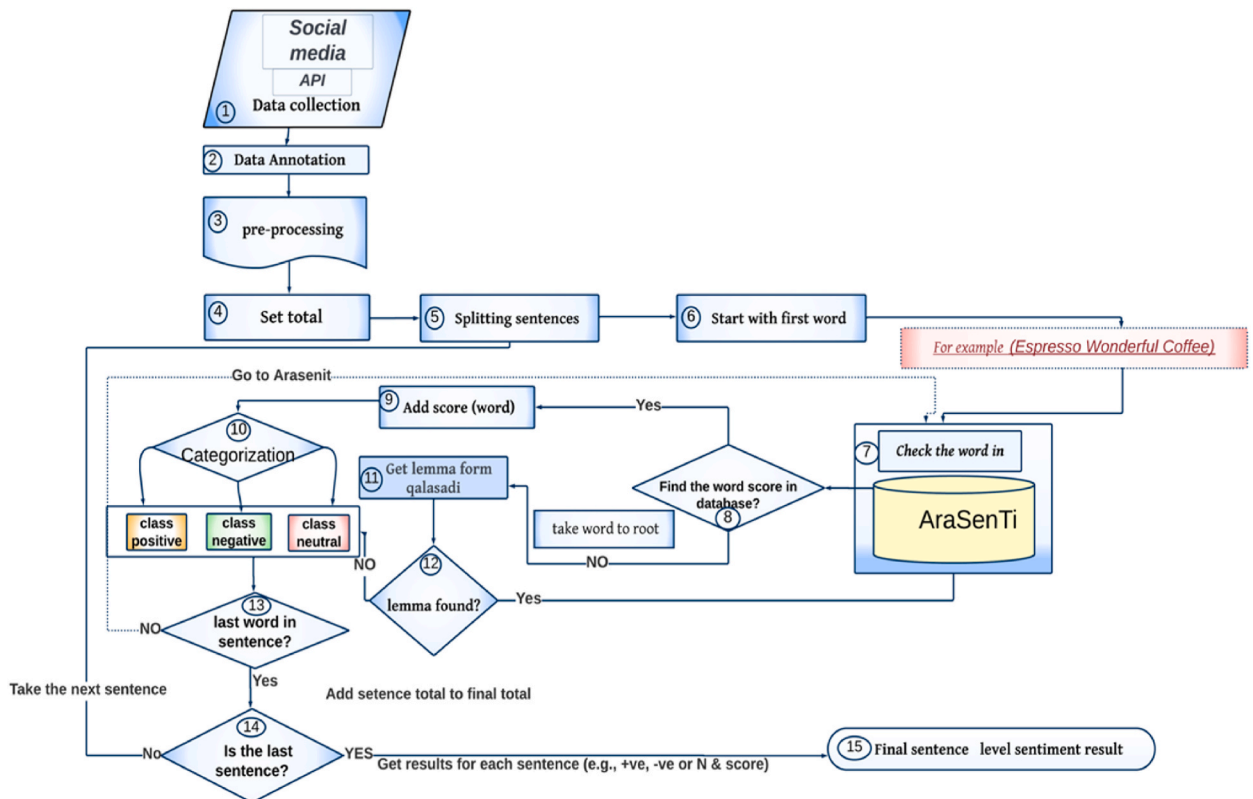 Social
media
API
1 Data collection
2 Data Annotation
3 pre-processing
4 Set total
5 Splitting sentences
6 Start with first word
For example (Espresso Wonderful Coffee)
Go to Arasenit
9 Add score (word)
Yes
10
Categorization
7 Check the word in
AraSenTi
Find the word score in
database?
8
11 Get lemma form
qalasadi
take word to root
NO
class
positive
class
negative
class
neutral
NO
12
lemma found?
Yes
13
last word in
sentence?
NO
Yes
Take the next sentence
Add setence total to final total
14
Is the last
sentence?
No
YES
Get results for each sentence (e.g., +ve, -ve or N & score)
15 Final sentence level sentiment result